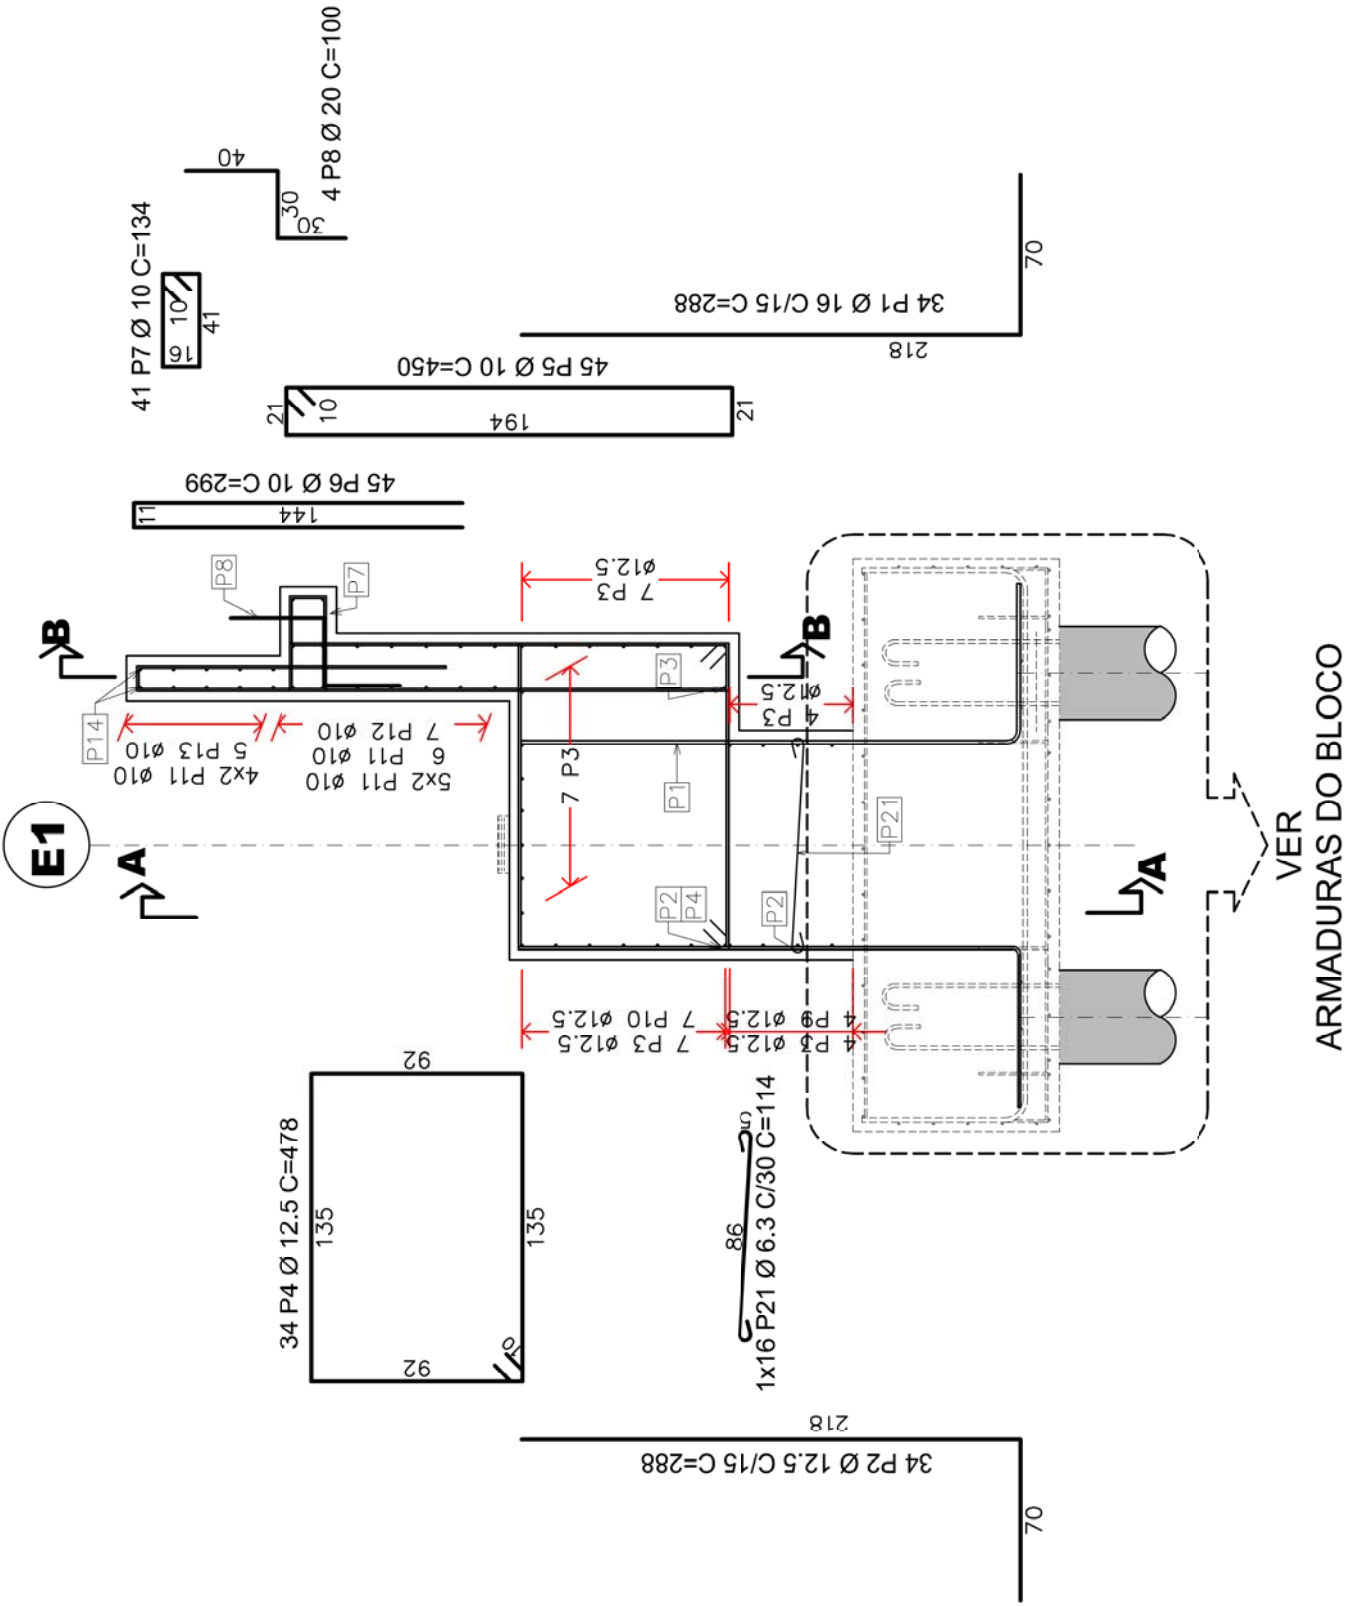 4 P8 Ø 20 C=100
40
30
30
41 P7 Ø 10 C=134
10
16
41
34 P1 Ø 16 C/15 C=288
218
70
45 P5 Ø 10 C=450
21
10
194
21
45 P6 Ø 10 C=299
11
144
P8
P7
7 P3
ø12.5
B
B
P14
5 P13 ø10
4x2 P11 ø10
7 P12 ø10
6 P11 ø10
5x2 P11 ø10
P3
4 P3
ø12.5
7 P3
P1
P21
E1
A
A
P2
P4
P2
7 P10 ø12.5
7 P3 ø12.5
4 P9 ø12.5
4 P3 ø12.5
VER
ARMADURAS DO BLOCO
34 P4 Ø 12.5 C=478
92
135
135
92
10
5
86
1x16 P21 Ø 6.3 C/30 C=114
218
34 P2 Ø 12.5 C/15 C=288
70